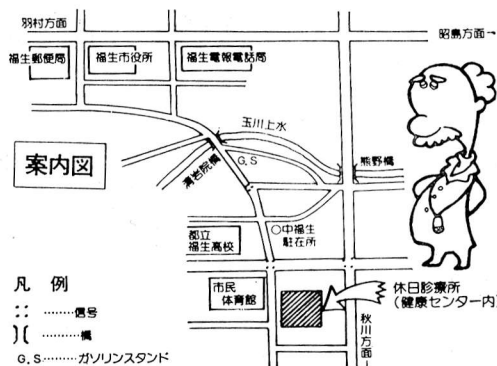 羽村方面
昭島方面→
福生郵便局
福生市役所
福生電報電話局
玉川上水
熊野橋
案内図
G.S
清岩院橋
○中福生
駐在所
都立
福生高校
凡 例
市民
体育館
休日診療所
(健康センター内)
………信号
………橋
G.S.………ガソリンスタンド
秋川方面→